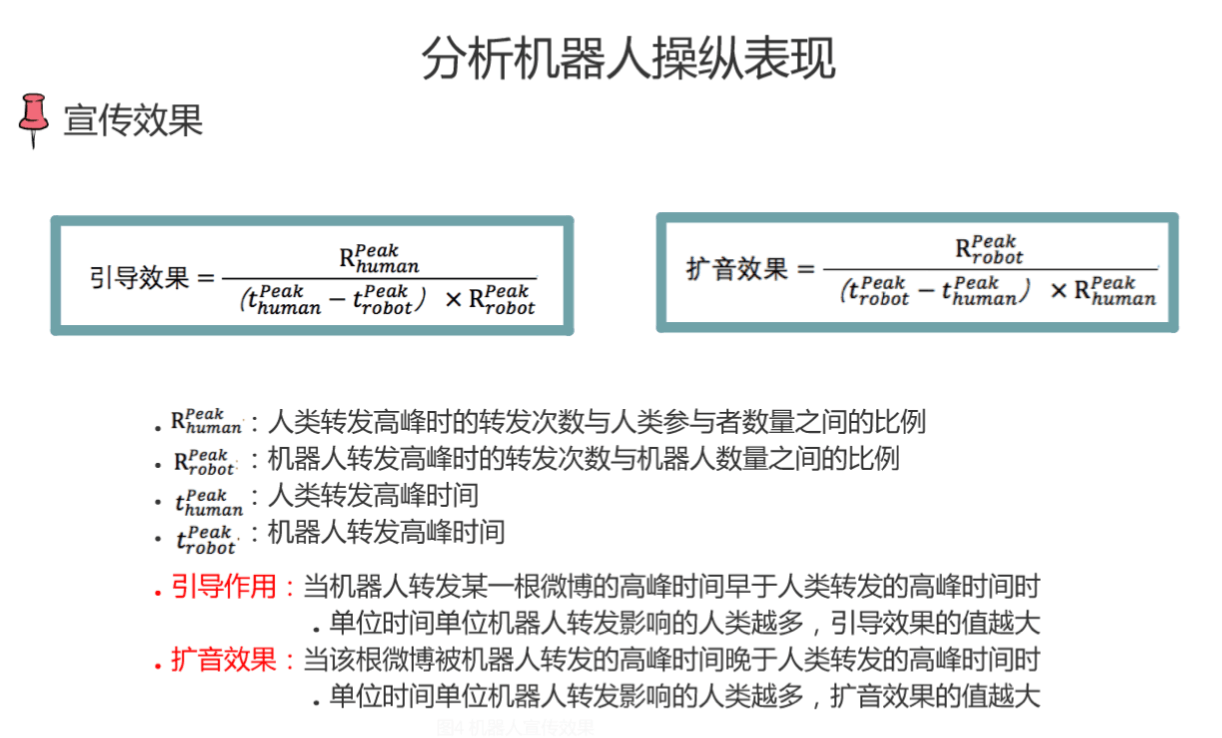 分析机器人操纵表现
宣传效果
引导效果 = R_{human}^{Peak} / ((t_{human}^{Peak} − t_{robot}^{Peak}) × R_{robot}^{Peak})
扩音效果 = R_{robot}^{Peak} / ((t_{robot}^{Peak} − t_{human}^{Peak}) × R_{human}^{Peak})
. R_{human}^{Peak}：人类转发高峰时的转发次数与人类参与者数量之间的比例
. R_{robot}^{Peak}：机器人转发高峰时的转发次数与机器人数量之间的比例
. t_{human}^{Peak}：人类转发高峰时间
. t_{robot}^{Peak}：机器人转发高峰时间
. 引导作用：当机器人转发某一根微博的高峰时间早于人类转发的高峰时间时
. 单位时间单位机器人转发影响的人类越多，引导效果的值越大
. 扩音效果：当该根微博被机器人转发的高峰时间晚于人类转发的高峰时间时
. 单位时间单位机器人转发影响的人类越多，扩音效果的值越大
图4 机器人宣传效果